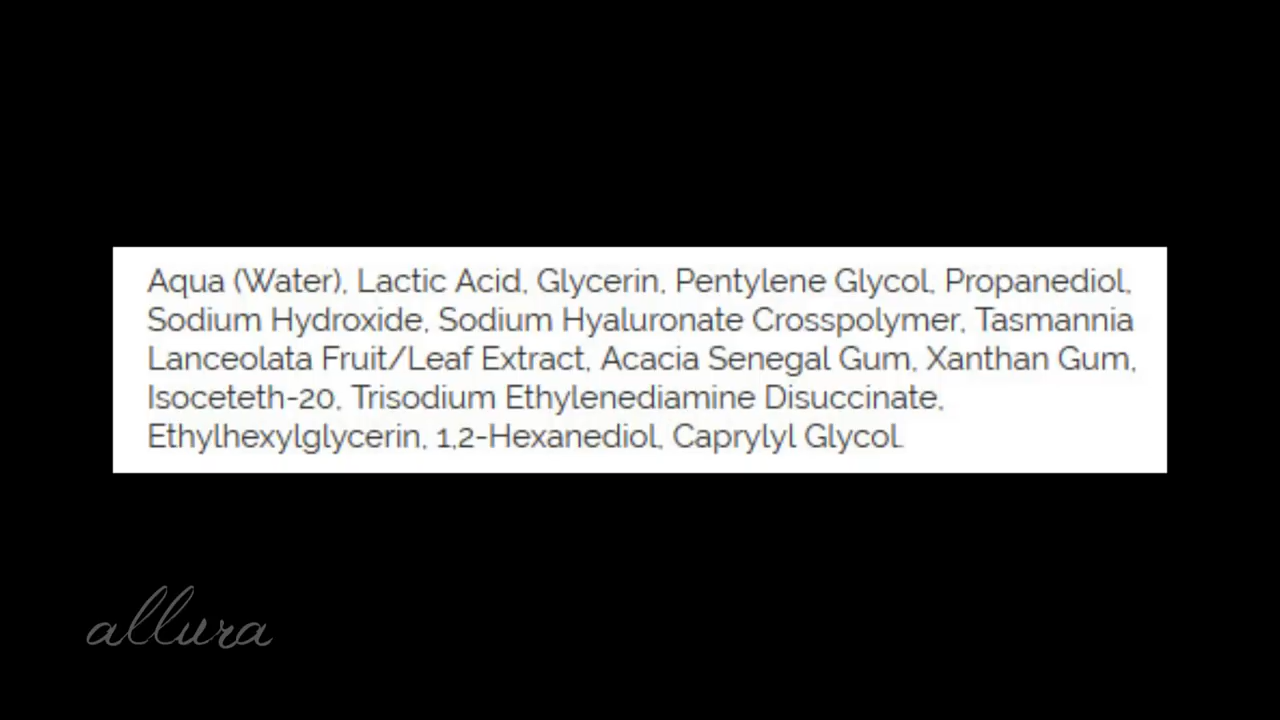 Aqua (Water), Lactic Acid, Glycerin, Pentylene Glycol, Propanediol,
Sodium Hydroxide, Sodium Hyaluronate Crosspolymer, Tasmannia
Lanceolata Fruit/Leaf Extract, Acacia Senegal Gum, Xanthan Gum,
Isoceteth-20, Trisodium Ethylenediamine Disuccinate,
Ethylhexylglycerin, 1,2-Hexanediol, Caprylyl Glycol.
allura